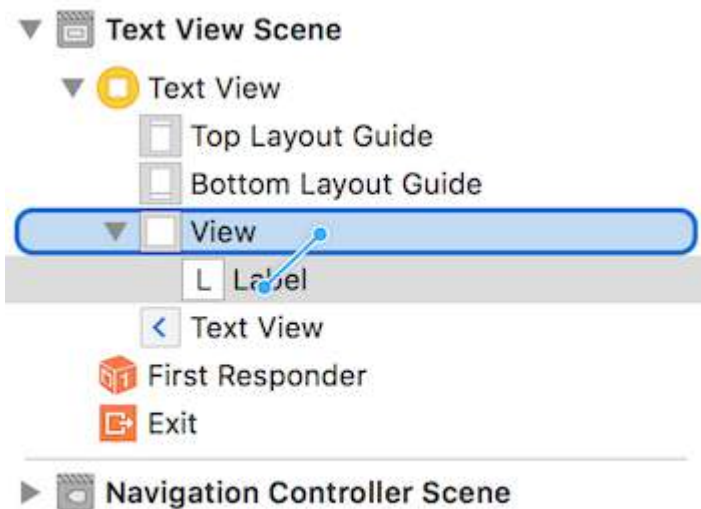 Text View Scene
Text View
Top Layout Guide
Bottom Layout Guide
View
L Label
Text View
First Responder
Exit
Navigation Controller Scene